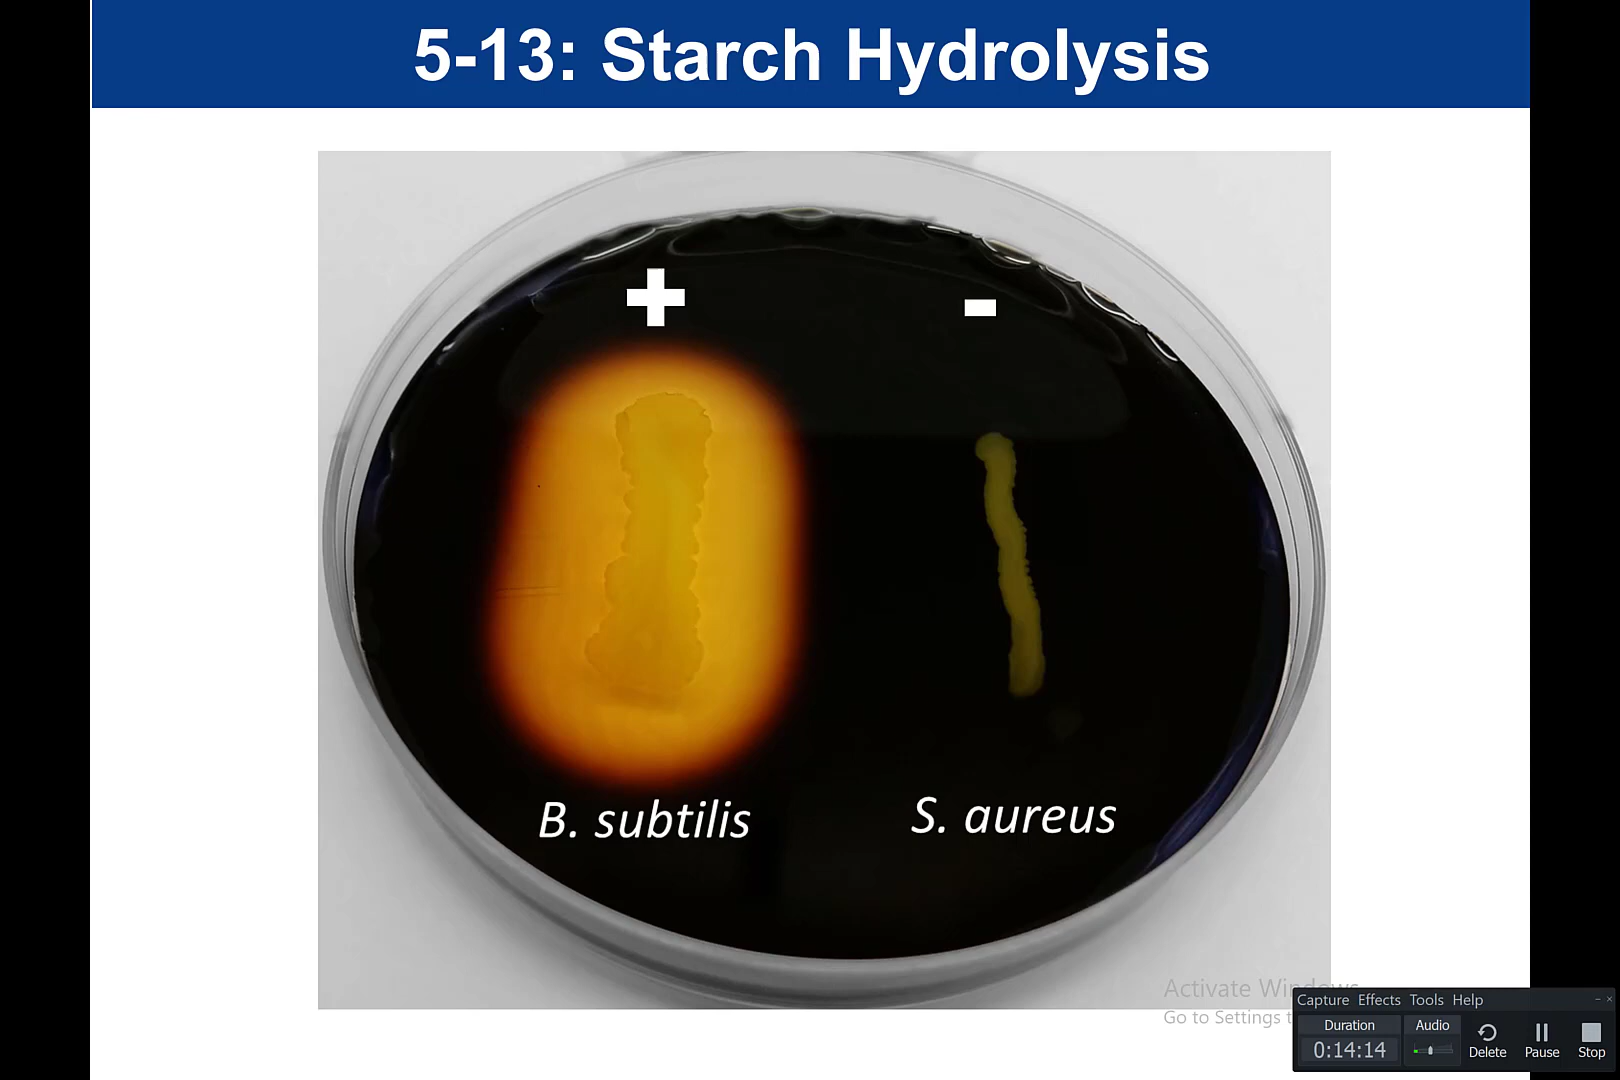 5-13: Starch Hydrolysis
+
-
B. subtilis
S. aureus
Activate Windows
Go to Settings t
Capture Effects Tools Help
Duration
Audio
0:14:14
Delete
Pause
Stop